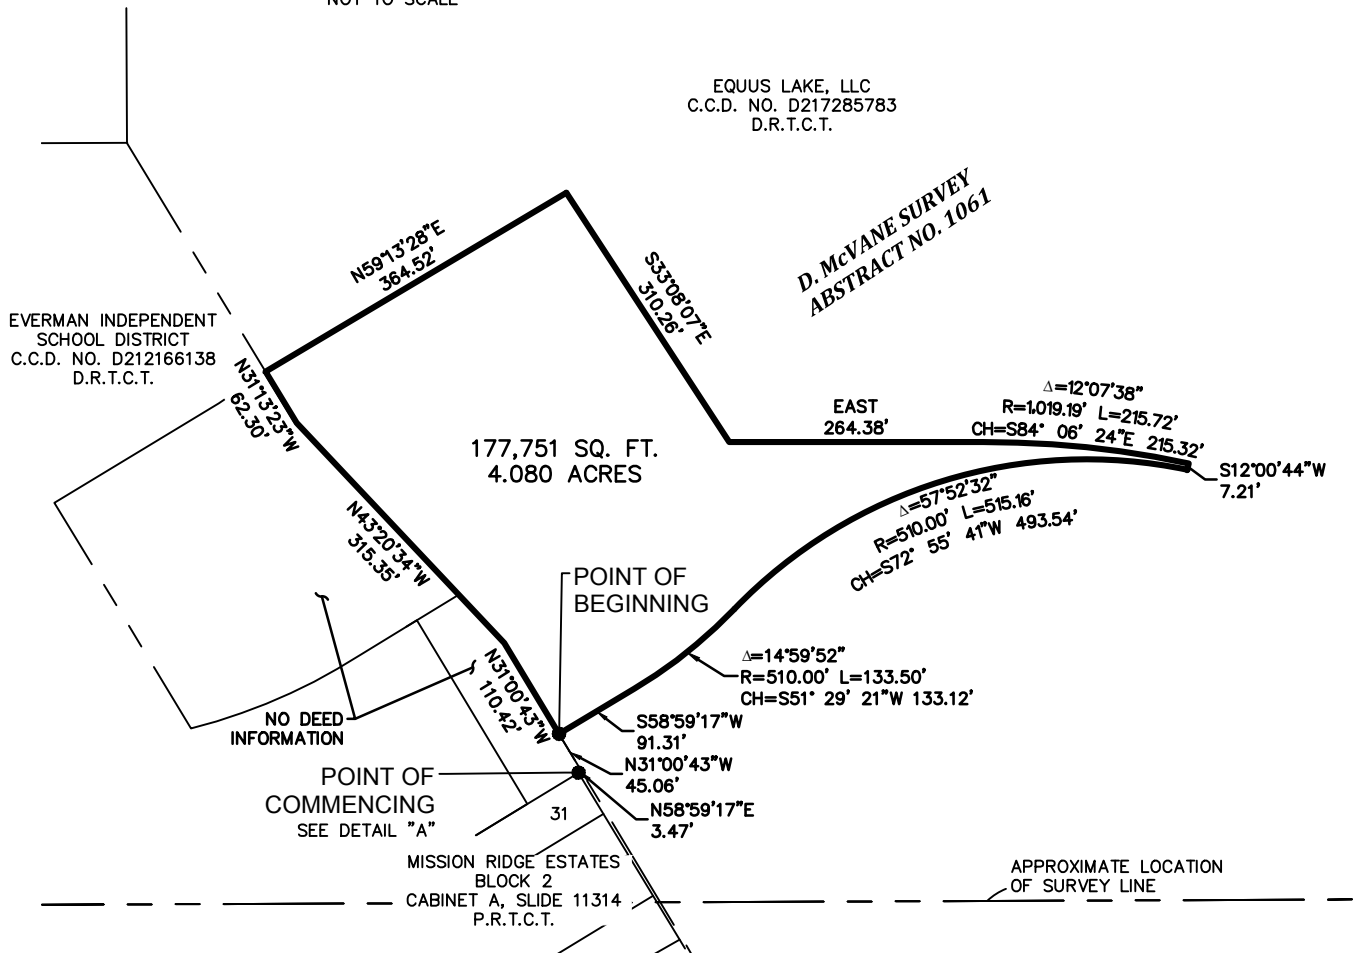 NOT TO SCALE
EQUUS LAKE, LLC
C.C.D. NO. D217285783
D.R.T.C.T.
D. McVANE SURVEY
ABSTRACT NO. 1061
N59°13'28"E
364.52'
S33°08'07"E
310.26'
EVERMAN INDEPENDENT
SCHOOL DISTRICT
C.C.D. NO. D212166138
D.R.T.C.T.
N31°13'23"W
62.30'
EAST
264.38'
Δ=12°07'38"
R=1,019.19' L=215.72'
CH=S84° 06' 24"E 215.32'
S12°00'44"W
7.21'
177,751 SQ. FT.
4.080 ACRES
Δ=57°52'32"
R=510.00' L=515.16'
CH=S72° 55' 41"W 493.54'
N43°20'34"W
315.35'
POINT OF
BEGINNING
Δ=14°59'52"
R=510.00' L=133.50'
CH=S51° 29' 21"W 133.12'
N31°00'43"W
110.42'
NO DEED
INFORMATION
S58°59'17"W
91.31'
N31°00'43"W
45.06'
POINT OF
COMMENCING
SEE DETAIL "A"
N58°59'17"E
3.47'
31
MISSION RIDGE ESTATES
BLOCK 2
CABINET A, SLIDE 11314
P.R.T.C.T.
APPROXIMATE LOCATION
OF SURVEY LINE